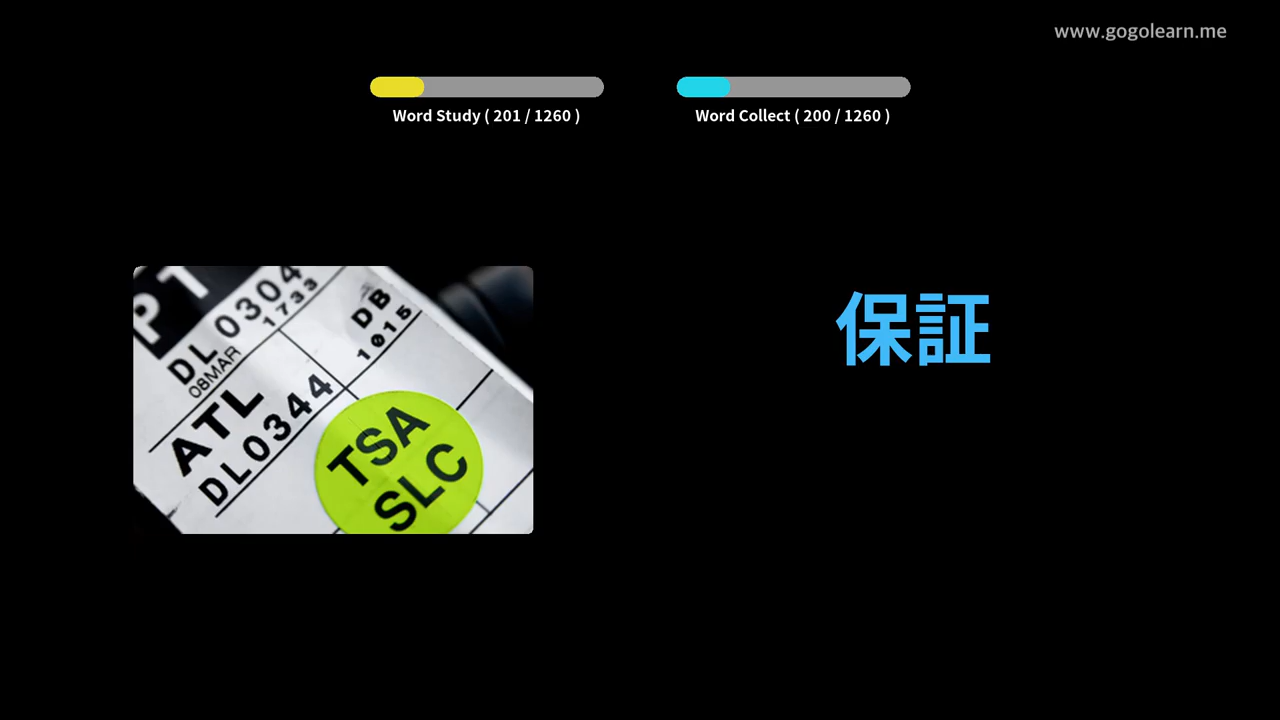 www.gogolearn.me
Word Study ( 201 / 1260 )
Word Collect ( 200 / 1260 )
P1
DL0304
1733
08MAR
DB
1015
ATL
DL0344
TSA
SLC
保証